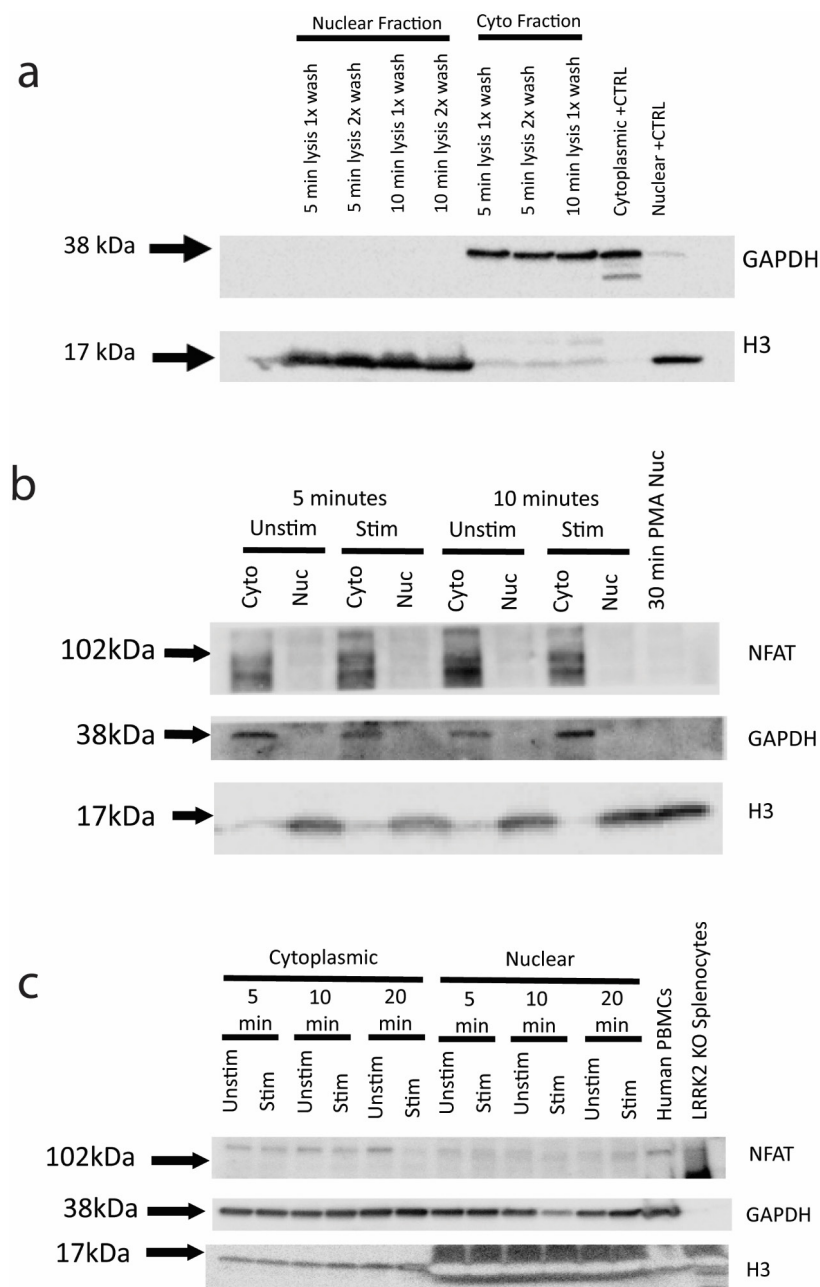 a
Nuclear Fraction
Cyto Fraction
5 min lysis 1x wash
5 min lysis 2x wash
10 min lysis 1x wash
10 min lysis 2x wash
5 min lysis 1x wash
5 min lysis 2x wash
10 min lysis 1x wash
Cytoplasmic +CTRL
Nuclear +CTRL
38 kDa
GAPDH
17 kDa
H3
b
5 minutes
10 minutes
Unstim
Stim
Unstim
Stim
Cyto
Nuc
Cyto
Nuc
Cyto
Nuc
Cyto
Nuc
30 min PMA Nuc
102kDa
NFAT
38kDa
GAPDH
17kDa
H3
c
Cytoplasmic
Nuclear
5 min
10 min
20 min
5 min
10 min
20 min
Unstim
Stim
Unstim
Stim
Unstim
Stim
Unstim
Stim
Unstim
Stim
Unstim
Stim
Human PBMCs
LRRK2 KO Splenocytes
102kDa
NFAT
38kDa
GAPDH
17kDa
H3